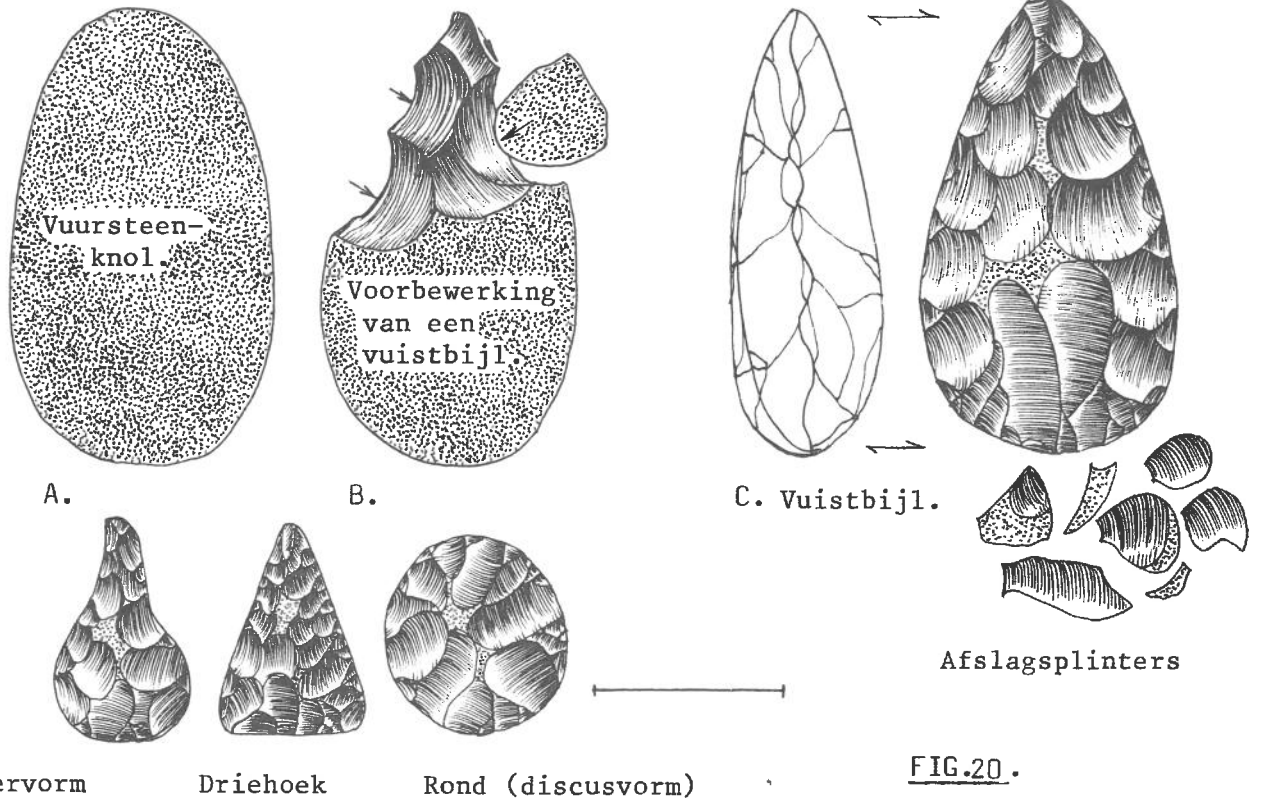 Vuursteen-
knol.
Voorbewerking
van een
vuistbijl.
A.
B.
C. Vuistbijl.
Afslagsplinters
ervorm
Driehoek
Rond (discusvorm)
FIG.20.